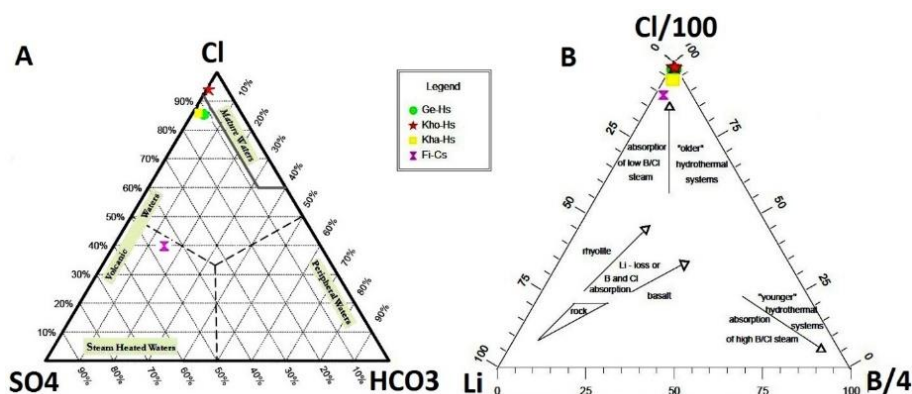 A
Cl
10%
20%
30%
40%
50%
60%
70%
80%
90%
90%
80%
70%
60%
50%
40%
30%
20%
10%
Mature Waters
Volcanic Waters
Peripheral Waters
Steam Heated Waters
SO4
90%
80%
70%
60%
50%
40%
30%
20%
10%
HCO3
Legend
Ge-Hs
Kho-Hs
Kha-Hs
Fi-Cs
B
Cl/100
0
0
25
75
50
50
75
25
100
0
absorption
of low B/Cl
steam
"older"
hydrothermal
systems
rhyolite
Li - loss or
B and Cl
absorption
basalt
rock
"younger"
hydrothermal
systems
absorption
of high B/Cl steam
Li
0
25
50
75
100
B/4